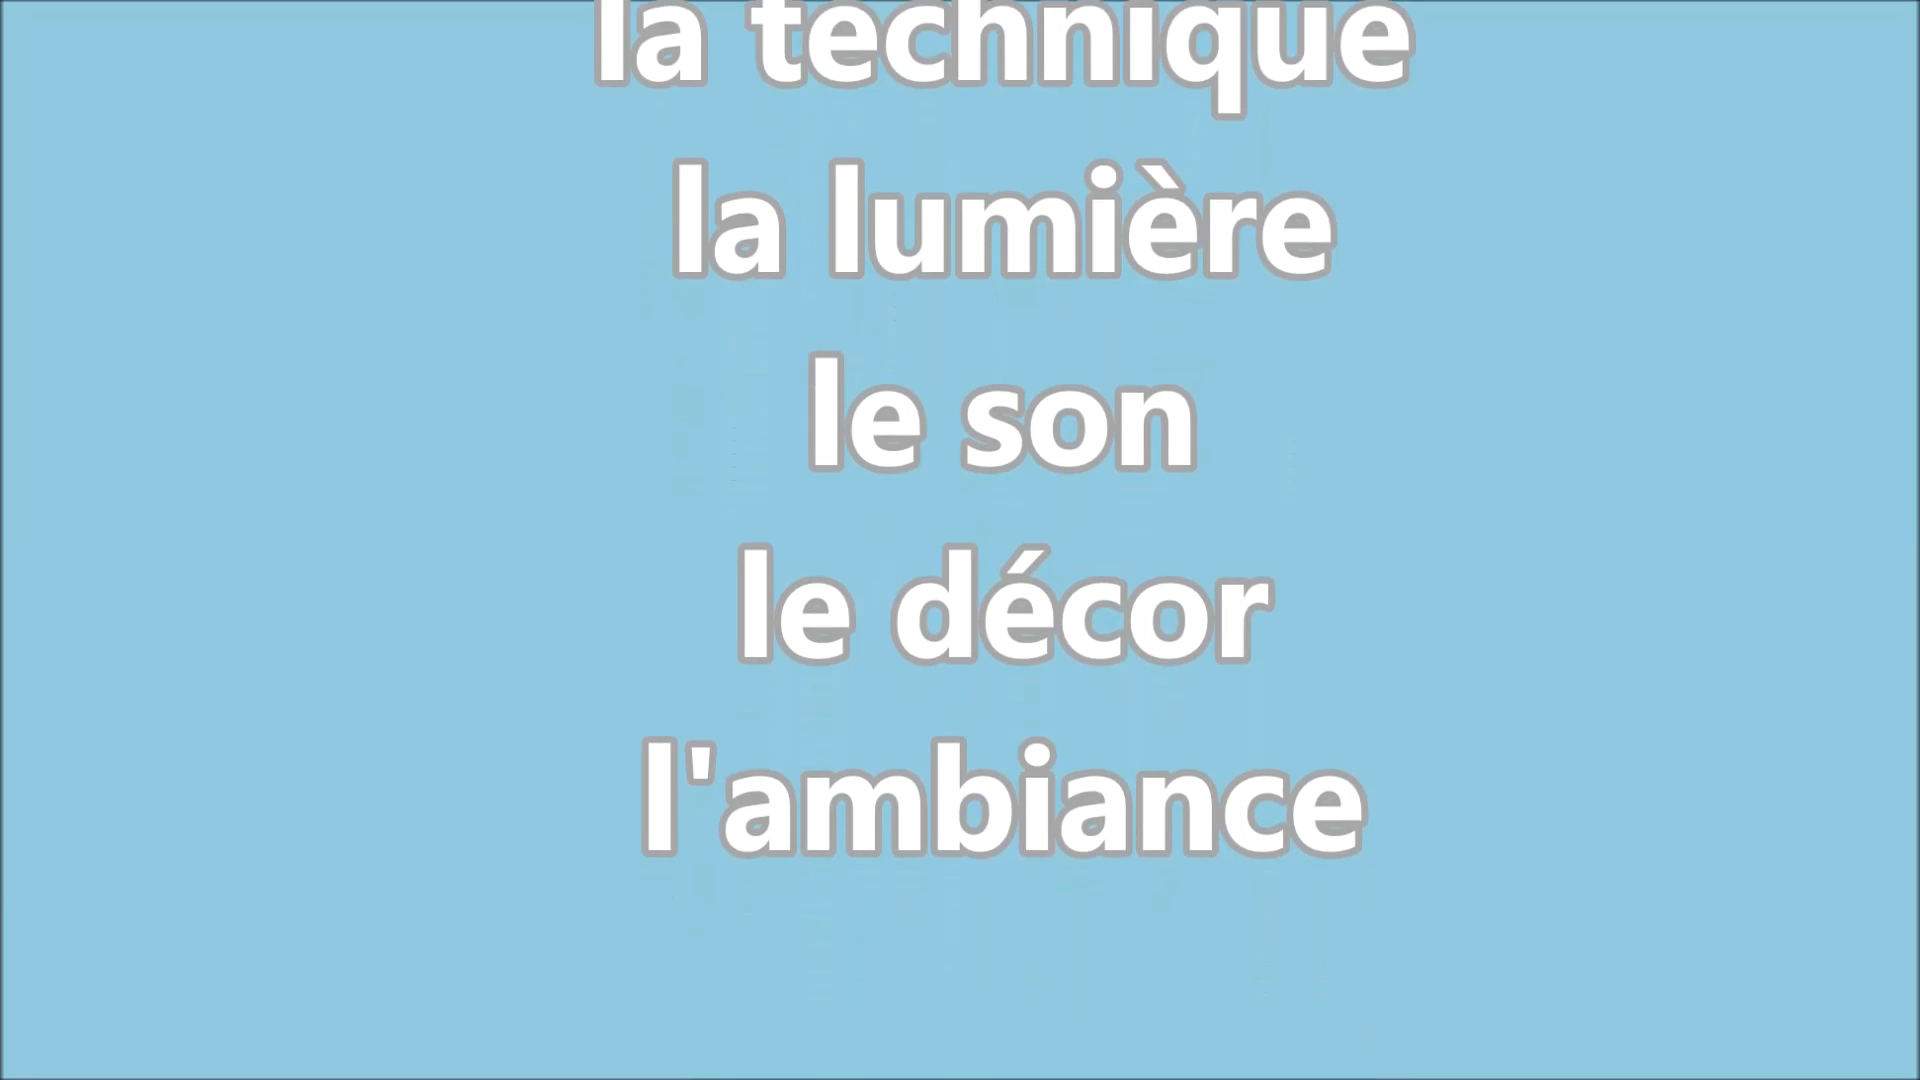 la technique
la lumière
le son
le décor
l'ambiance